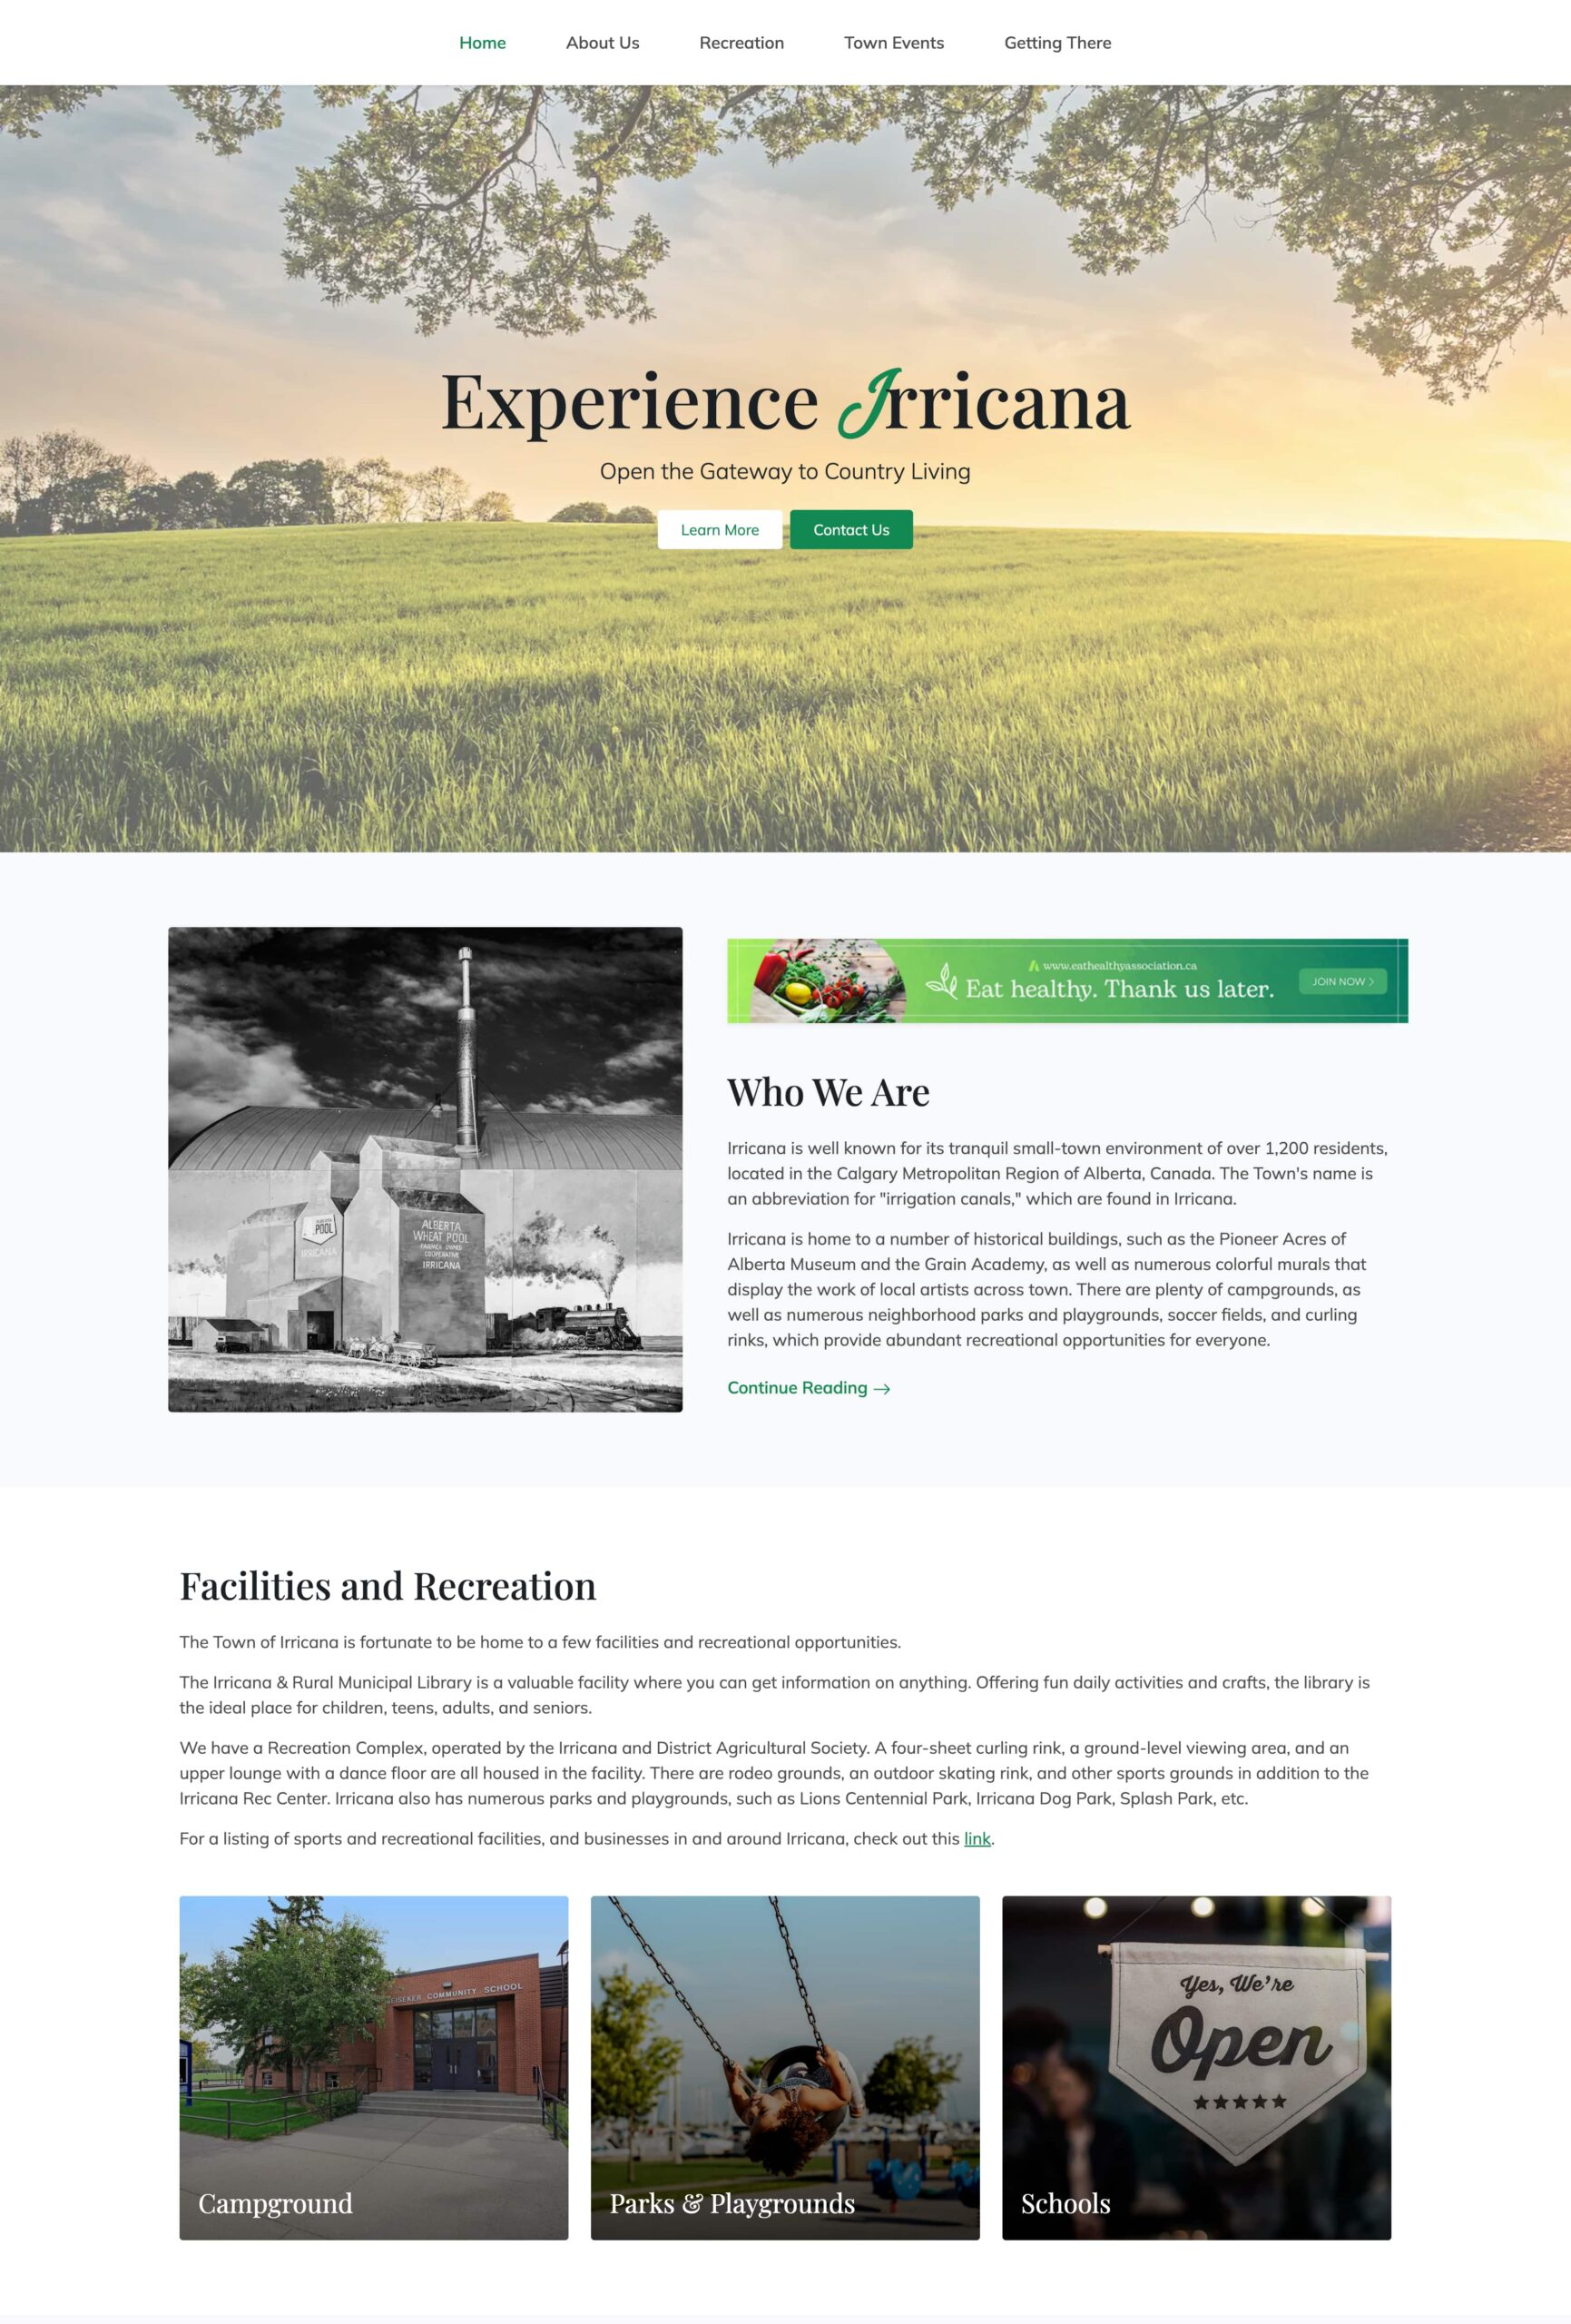 Home About Us Recreation Town Events Getting There
Experience Irricana
Open the Gateway to Country Living
Learn More Contact Us
www.eathealthyassociation.ca
Eat healthy. Thank us later.
JOIN NOW >
Who We Are
Irricana is well known for its tranquil small-town environment of over 1,200 residents,
located in the Calgary Metropolitan Region of Alberta, Canada. The Town's name is
an abbreviation for "irrigation canals," which are found in Irricana.
Irricana is home to a number of historical buildings, such as the Pioneer Acres of
Alberta Museum and the Grain Academy, as well as numerous colorful murals that
display the work of local artists across town. There are plenty of campgrounds, as
well as numerous neighborhood parks and playgrounds, soccer fields, and curling
rinks, which provide abundant recreational opportunities for everyone.
Continue Reading →
POOL
IRRICANA
ALBERTA
WHEAT POOL
FARMER OWNED
COOPERATIVE
IRRICANA
Facilities and Recreation
The Town of Irricana is fortunate to be home to a few facilities and recreational opportunities.
The Irricana & Rural Municipal Library is a valuable facility where you can get information on anything. Offering fun daily activities and crafts, the library is
the ideal place for children, teens, adults, and seniors.
We have a Recreation Complex, operated by the Irricana and District Agricultural Society. A four-sheet curling rink, a ground-level viewing area, and an
upper lounge with a dance floor are all housed in the facility. There are rodeo grounds, an outdoor skating rink, and other sports grounds in addition to the
Irricana Rec Center. Irricana also has numerous parks and playgrounds, such as Lions Centennial Park, Irricana Dog Park, Splash Park, etc.
For a listing of sports and recreational facilities, and businesses in and around Irricana, check out this link.
COMMUNITY SCHOOL
Campground
Parks & Playgrounds
Yes, We're
Open
Schools